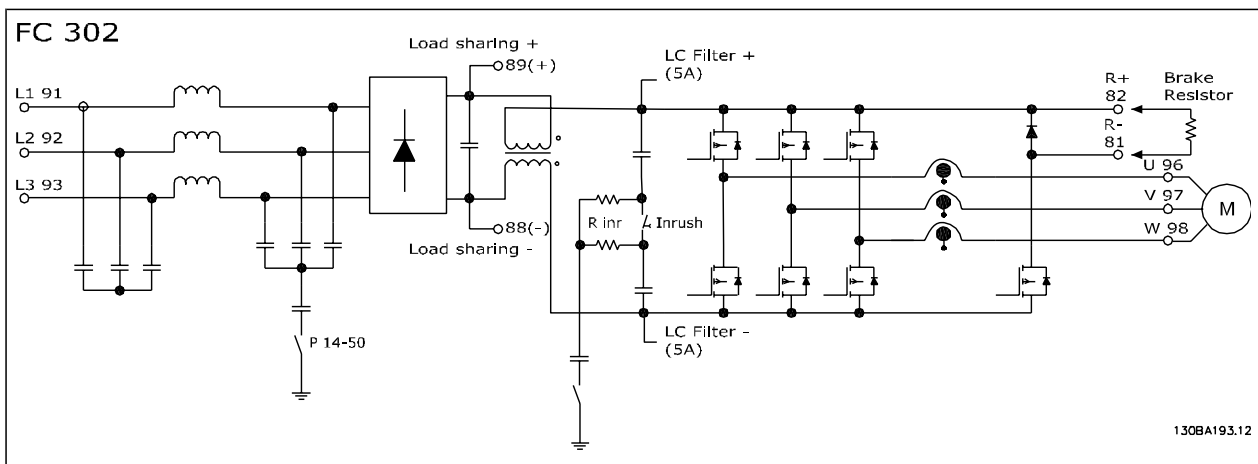 FC 302
Load sharing +
89(+)
LC Filter +
(5A)
R+
82
Brake
Resistor
R-
81
L1 91
L2 92
L3 93
U 96
V 97
W 98
M
R inr
Inrush
88(-)
Load sharing -
LC Filter -
(5A)
P 14-50
130BA193.12